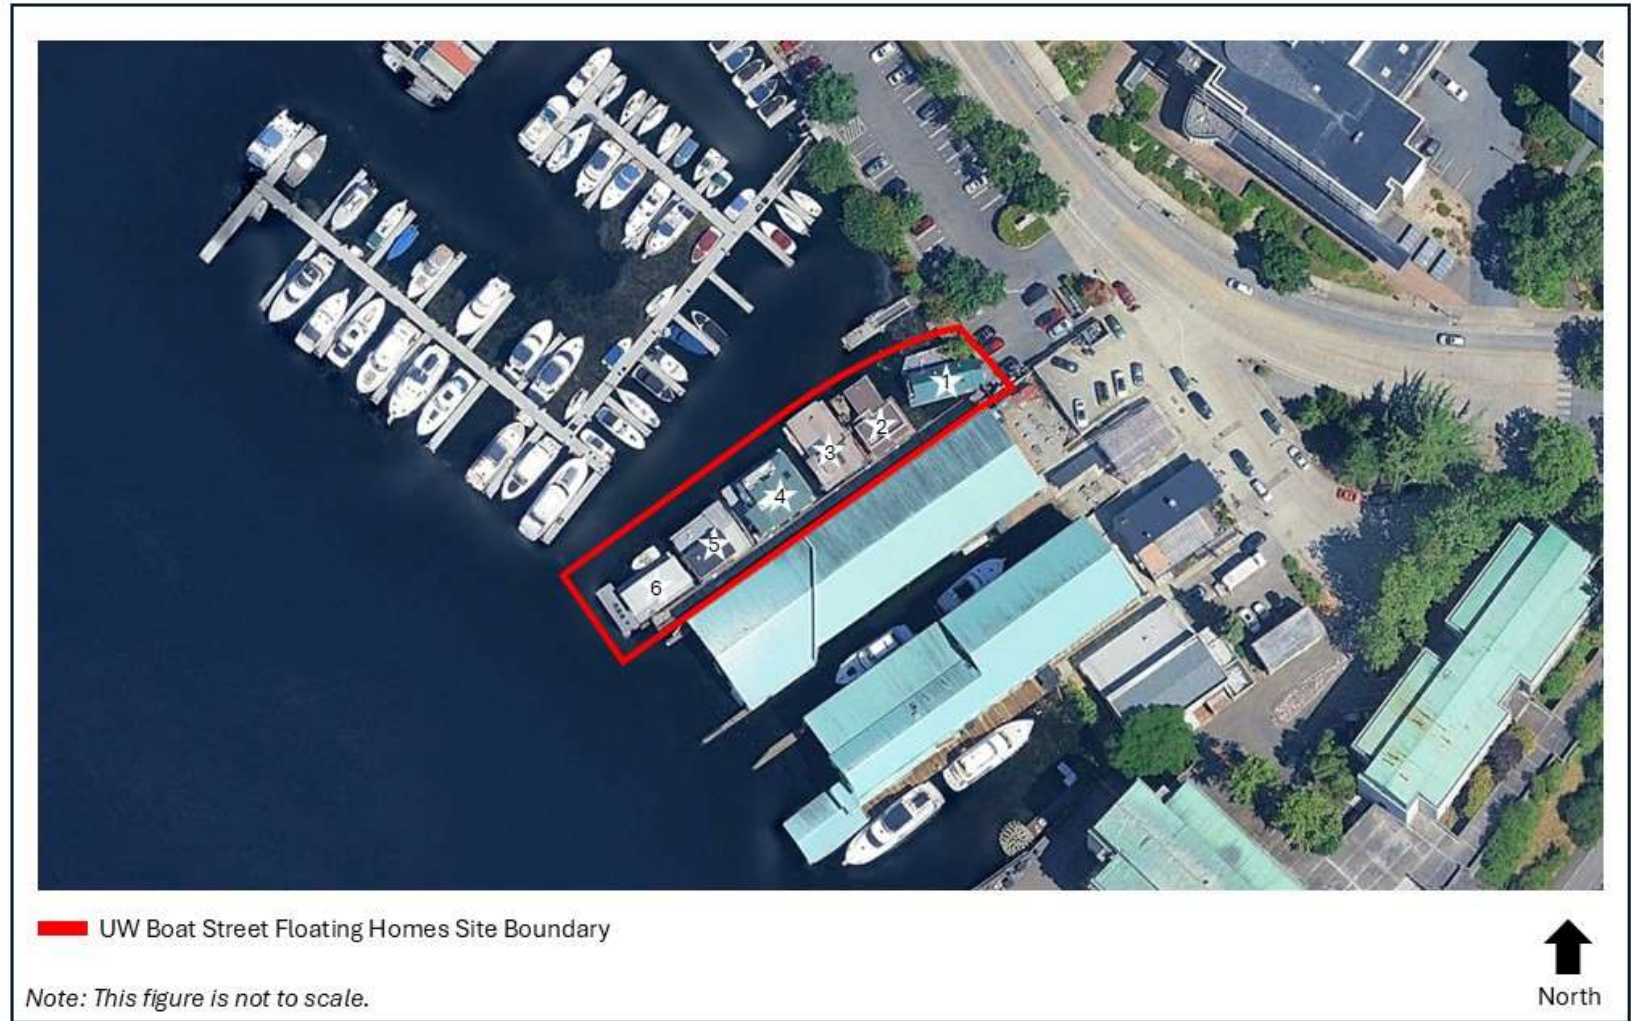 1
2
3
4
5
6
UW Boat Street Floating Homes Site Boundary
Note: This figure is not to scale.
North